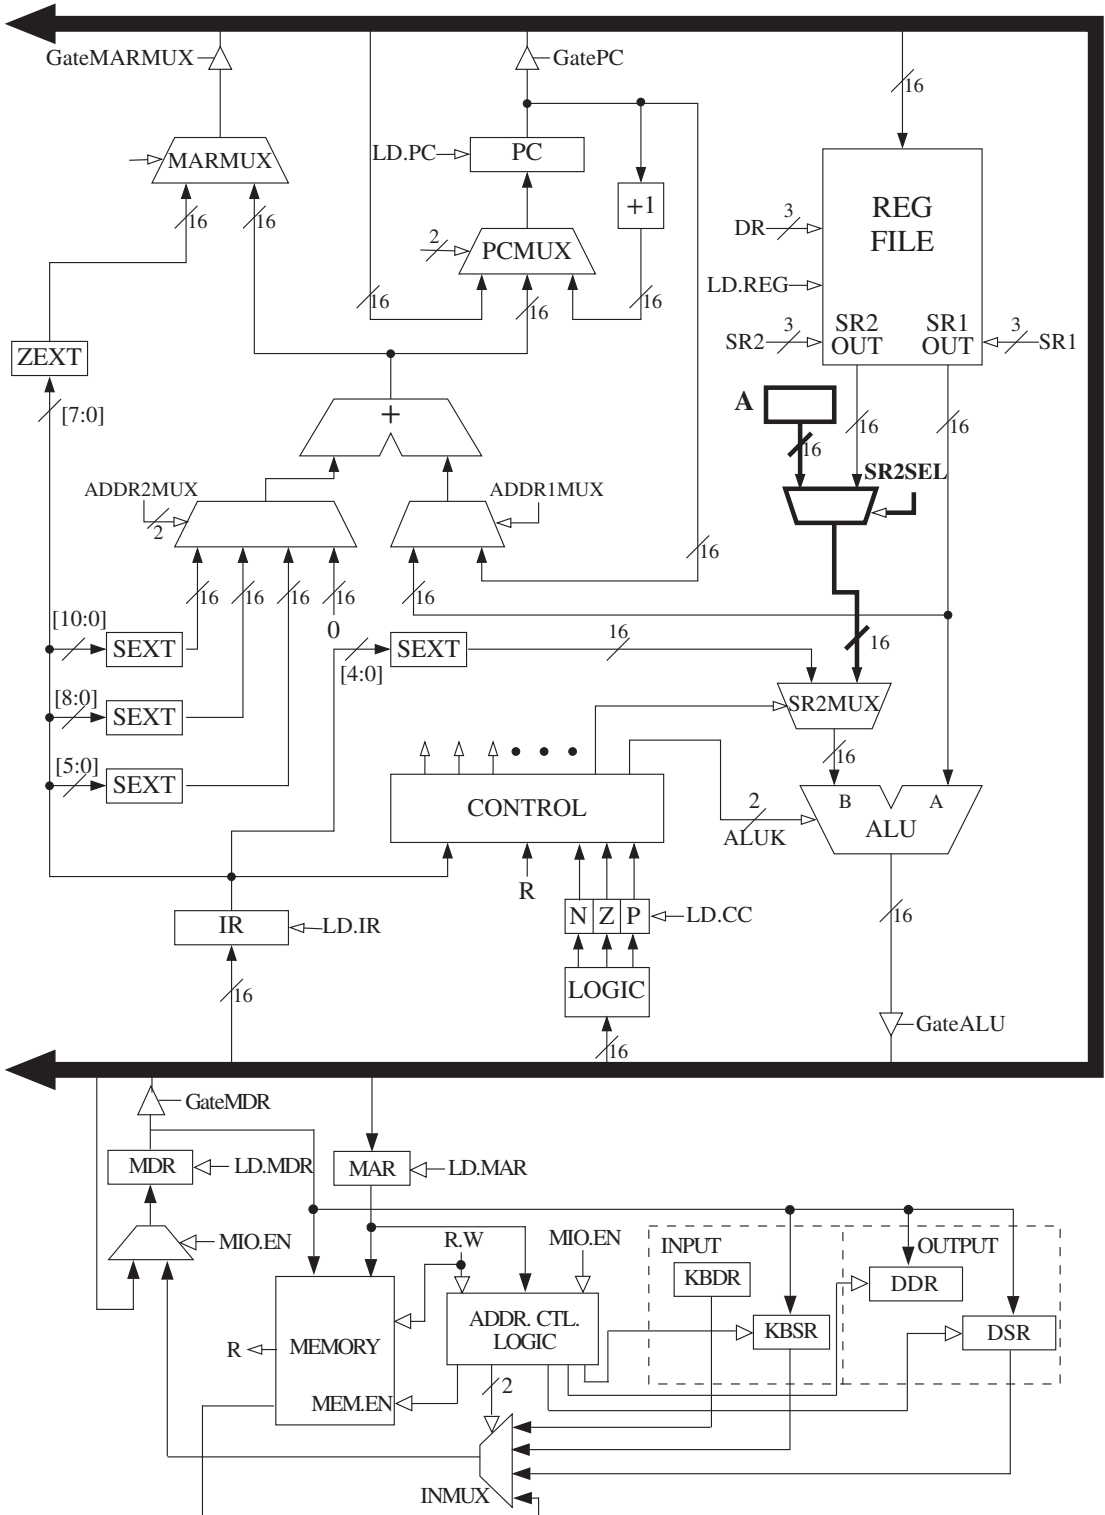 GateMARMUX
GatePC
16
MARMUX
LD.PC
PC
+1
REG
FILE
DR
3
16
16
2
PCMUX
LD.REG
16
16
16
SR2
3
SR2
OUT
SR1
OUT
3
SR1
ZEXT
[7:0]
+
A
16
16
16
SR2SEL
ADDR2MUX
2
ADDR1MUX
16
16
16
16
16
16
0
[10:0]
SEXT
[4:0]
SEXT
16
16
[8:0]
SEXT
SR2MUX
16
[5:0]
SEXT
CONTROL
2
ALUK
B
A
ALU
R
IR
LD.IR
N
Z
P
LD.CC
16
16
LOGIC
16
GateALU
GateMDR
MDR
LD.MDR
MAR
LD.MAR
MIO.EN
R.W
MIO.EN
INPUT
OUTPUT
KBDR
DDR
R
MEMORY
ADDR. CTL.
LOGIC
KBSR
DSR
MEM.EN
2
INMUX